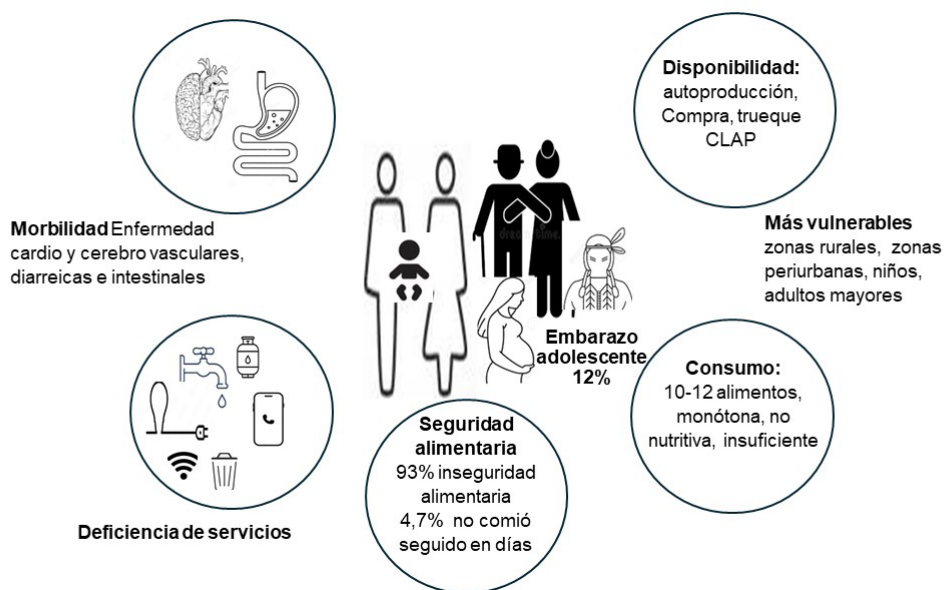 Disponibilidad:
autoproducción,
Compra, trueque
CLAP
Morbilidad Enfermedad
cardio y cerebro vasculares,
diarreicas e intestinales
Más vulnerables
zonas rurales, zonas
periurbanas, niños,
adultos mayores
Embarazo
adolescente
12%
Consumo:
10-12 alimentos,
monótona, no
nutritiva, insuficiente
Seguridad
alimentaria
93% inseguridad
alimentaria
4,7% no comió
seguido en días
Deficiencia de servicios